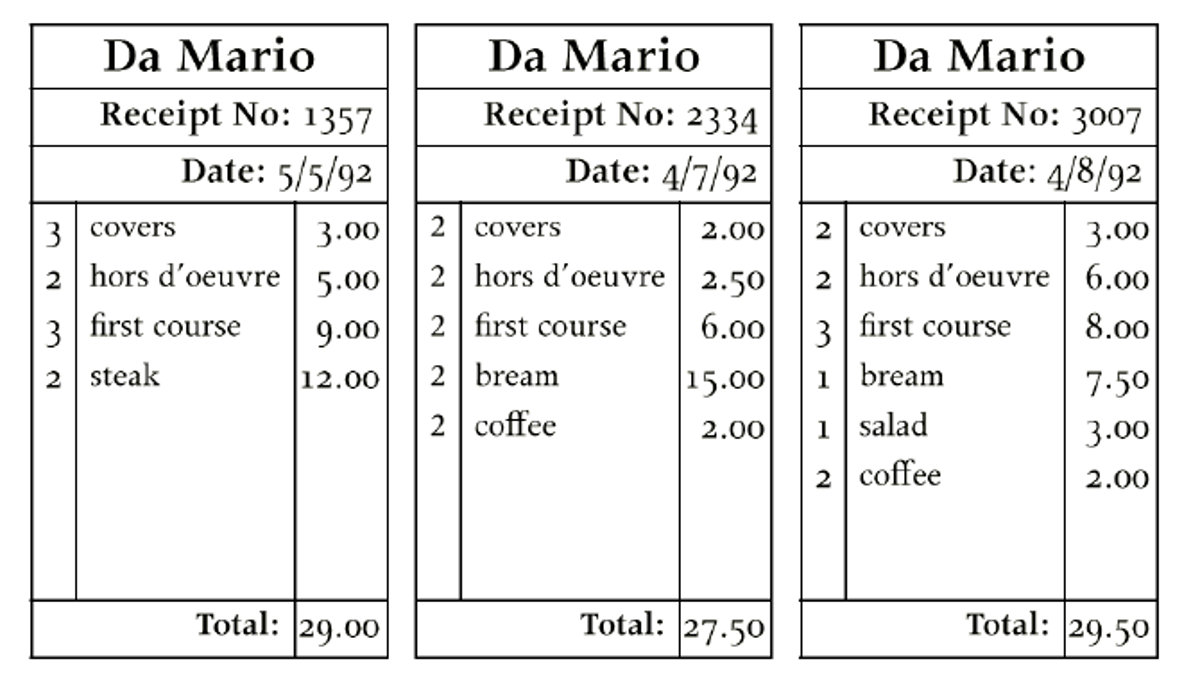 Da Mario
Receipt No: 1357
Date: 5/5/92
3 covers 3.00
2 hors d'oeuvre 5.00
3 first course 9.00
2 steak 12.00
Total: 29.00
Da Mario
Receipt No: 2334
Date: 4/7/92
2 covers 2.00
2 hors d'oeuvre 2.50
2 first course 6.00
2 bream 15.00
2 coffee 2.00
Total: 27.50
Da Mario
Receipt No: 3007
Date: 4/8/92
2 covers 3.00
2 hors d'oeuvre 6.00
3 first course 8.00
1 bream 7.50
1 salad 3.00
2 coffee 2.00
Total: 29.50